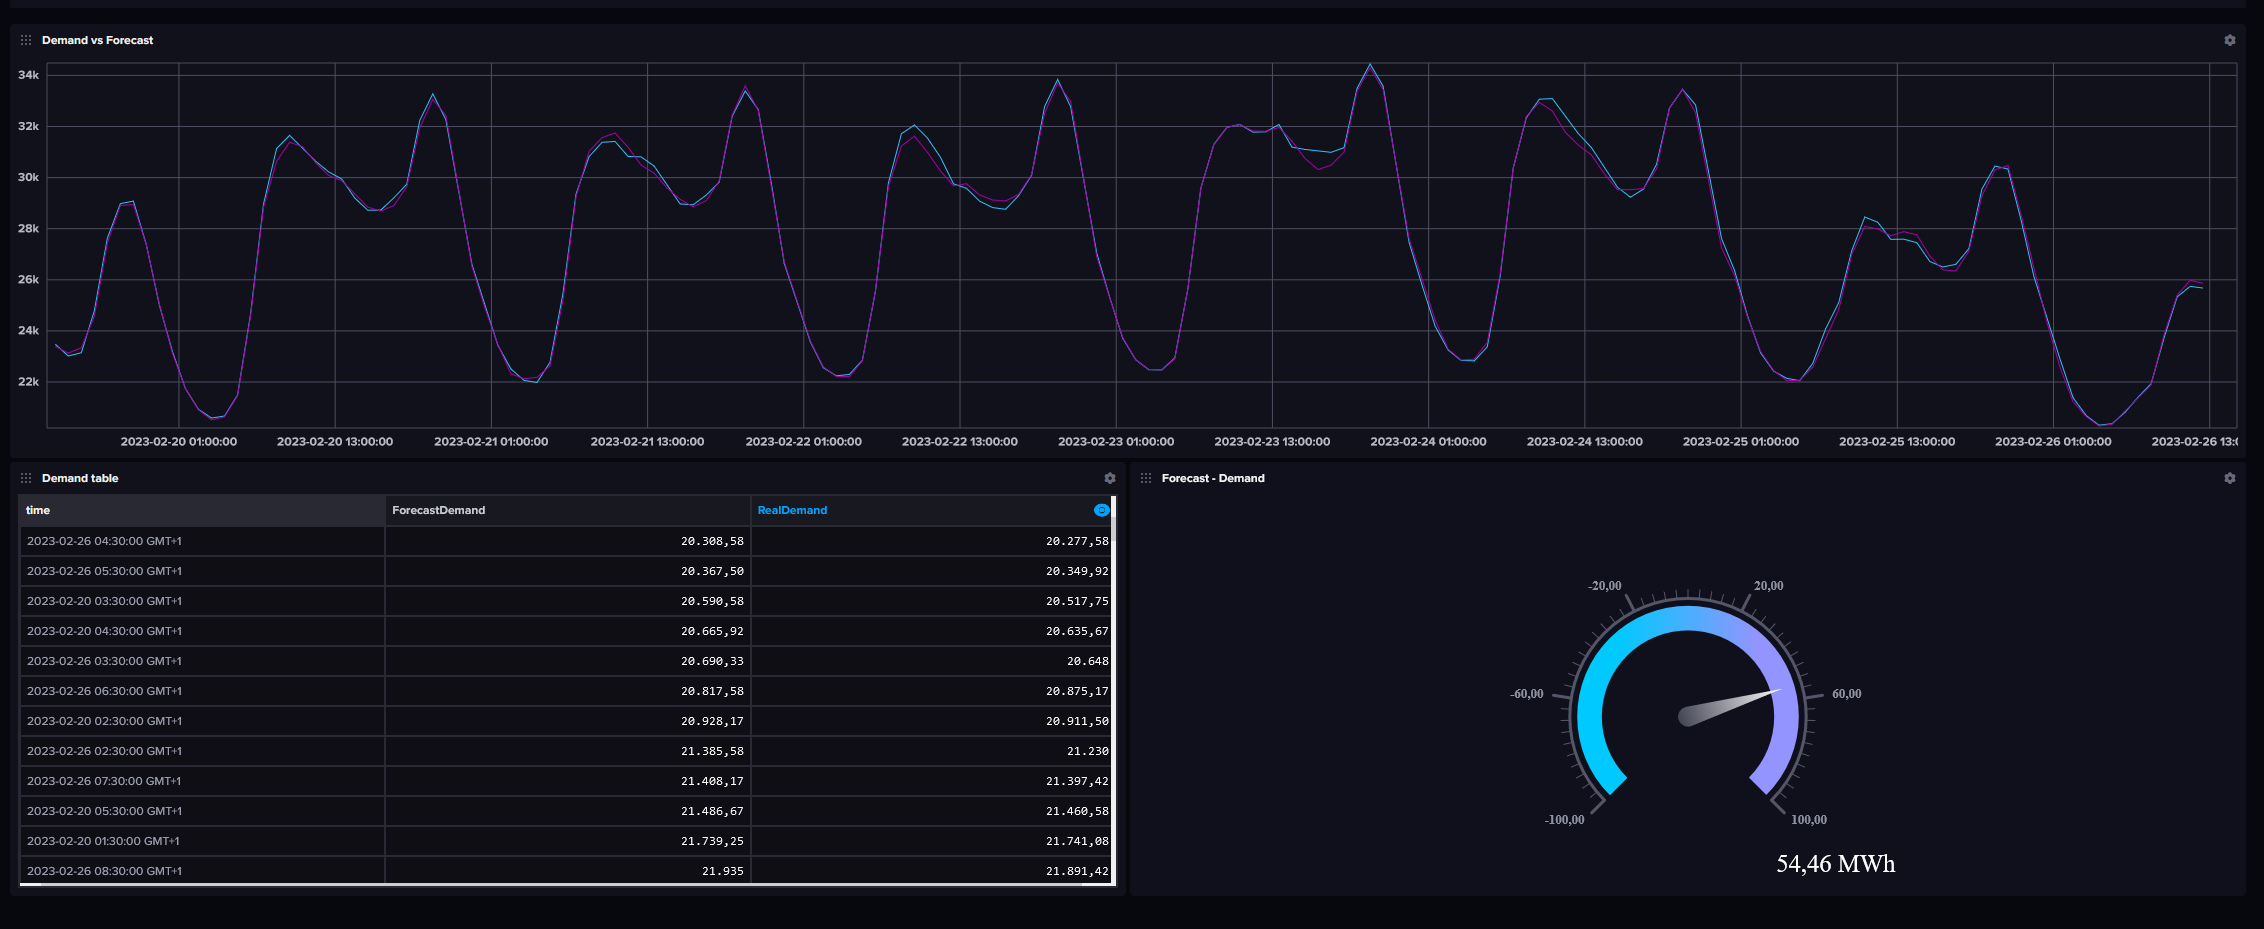 Demand vs Forecast
34k
32k
30k
28k
26k
24k
22k
2023-02-20 01:00:00 2023-02-20 13:00:00 2023-02-21 01:00:00 2023-02-21 13:00:00 2023-02-22 01:00:00 2023-02-22 13:00:00 2023-02-23 01:00:00 2023-02-23 13:00:00 2023-02-24 01:00:00 2023-02-24 13:00:00 2023-02-25 01:00:00 2023-02-25 13:00:00 2023-02-26 01:00:00 2023-02-26 13:
Demand table
time ForecastDemand RealDemand
2023-02-26 04:30:00 GMT+1 20.308,58 20.277,58
2023-02-26 05:30:00 GMT+1 20.367,50 20.349,92
2023-02-20 03:30:00 GMT+1 20.590,58 20.517,75
2023-02-20 04:30:00 GMT+1 20.665,92 20.635,67
2023-02-26 03:30:00 GMT+1 20.690,33 20.648
2023-02-26 06:30:00 GMT+1 20.817,58 20.875,17
2023-02-20 02:30:00 GMT+1 20.928,17 20.911,50
2023-02-26 02:30:00 GMT+1 21.385,58 21.230
2023-02-26 07:30:00 GMT+1 21.408,17 21.397,42
2023-02-20 05:30:00 GMT+1 21.486,67 21.460,58
2023-02-20 01:30:00 GMT+1 21.739,25 21.741,08
2023-02-26 08:30:00 GMT+1 21.935 21.891,42
Forecast - Demand
-20,00 20,00
-60,00 60,00
-100,00 100,00
54,46 MWh